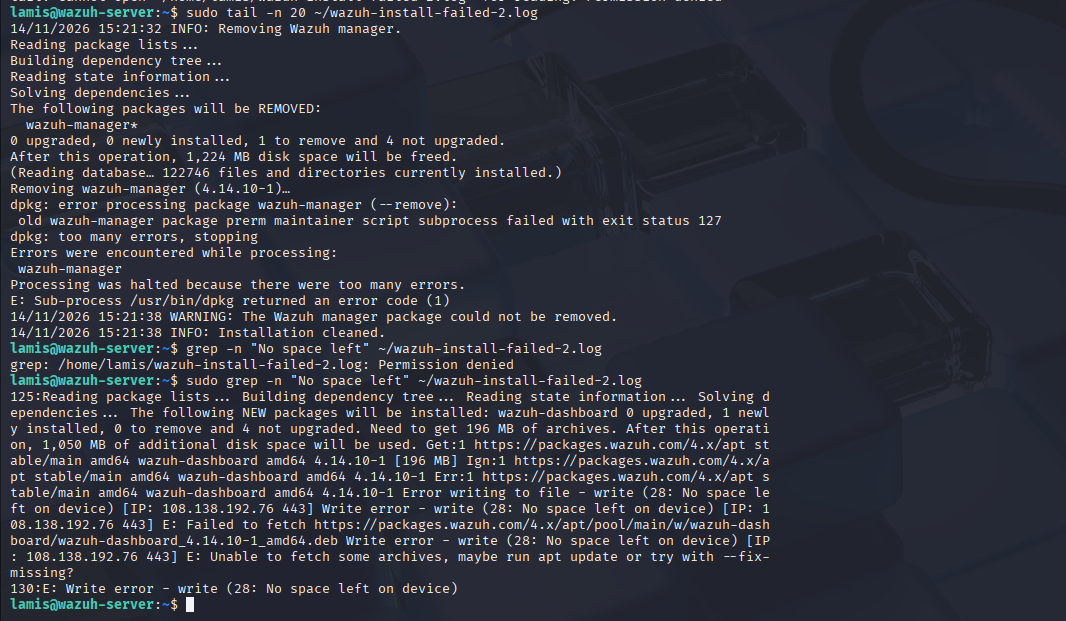 lamis@wazuh-server:~$ sudo tail -n 20 ~/wazuh-install-failed-2.log
14/11/2026 15:21:32 INFO: Removing Wazuh manager.
Reading package lists...
Building dependency tree...
Reading state information...
Solving dependencies...
The following packages will be REMOVED:
  wazuh-manager*
0 upgraded, 0 newly installed, 1 to remove and 4 not upgraded.
After this operation, 1,224 MB disk space will be freed.
(Reading database… 122746 files and directories currently installed.)
Removing wazuh-manager (4.14.10-1)…
dpkg: error processing package wazuh-manager (--remove):
 old wazuh-manager package prerm maintainer script subprocess failed with exit status 127
dpkg: too many errors, stopping
Errors were encountered while processing:
 wazuh-manager
Processing was halted because there were too many errors.
E: Sub-process /usr/bin/dpkg returned an error code (1)
14/11/2026 15:21:38 WARNING: The Wazuh manager package could not be removed.
14/11/2026 15:21:38 INFO: Installation cleaned.
lamis@wazuh-server:~$ grep -n "No space left" ~/wazuh-install-failed-2.log
grep: /home/lamis/wazuh-install-failed-2.log: Permission denied
lamis@wazuh-server:~$ sudo grep -n "No space left" ~/wazuh-install-failed-2.log
125:Reading package lists... Building dependency tree... Reading state information... Solving d
ependencies... The following NEW packages will be installed: wazuh-dashboard 0 upgraded, 1 newl
y installed, 0 to remove and 4 not upgraded. Need to get 196 MB of archives. After this operati
on, 1,050 MB of additional disk space will be used. Get:1 https://packages.wazuh.com/4.x/apt st
able/main amd64 wazuh-dashboard amd64 4.14.10-1 [196 MB] Ign:1 https://packages.wazuh.com/4.x/a
pt stable/main amd64 wazuh-dashboard amd64 4.14.10-1 Err:1 https://packages.wazuh.com/4.x/apt s
table/main amd64 wazuh-dashboard amd64 4.14.10-1 Error writing to file - write (28: No space le
ft on device) [IP: 108.138.192.76 443] Write error - write (28: No space left on device) [IP: 1
08.138.192.76 443] E: Failed to fetch https://packages.wazuh.com/4.x/apt/pool/main/w/wazuh-dash
board/wazuh-dashboard_4.14.10-1_amd64.deb Write error - write (28: No space left on device) [IP
: 108.138.192.76 443] E: Unable to fetch some archives, maybe run apt update or try with --fix-
missing?
130:E: Write error - write (28: No space left on device)
lamis@wazuh-server:~$